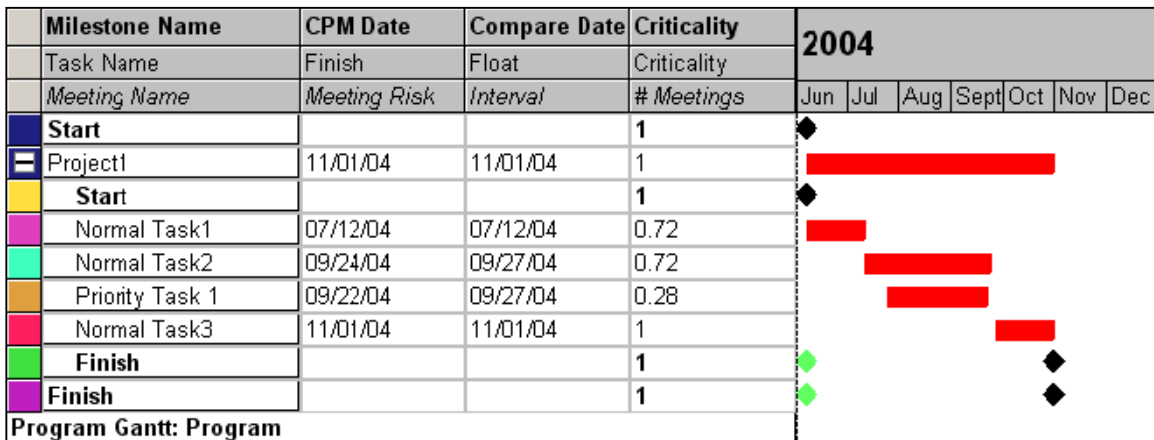 Milestone Name CPM Date Compare Date Criticality 2004
Task Name Finish Float Criticality
Meeting Name Meeting Risk Interval # Meetings Jun Jul Aug Sept Oct Nov Dec
Start 1
Project1 11/01/04 11/01/04 1
Start 1
Normal Task1 07/12/04 07/12/04 0.72
Normal Task2 09/24/04 09/27/04 0.72
Priority Task 1 09/22/04 09/27/04 0.28
Normal Task3 11/01/04 11/01/04 1
Finish 1
Finish 1
Program Gantt: Program